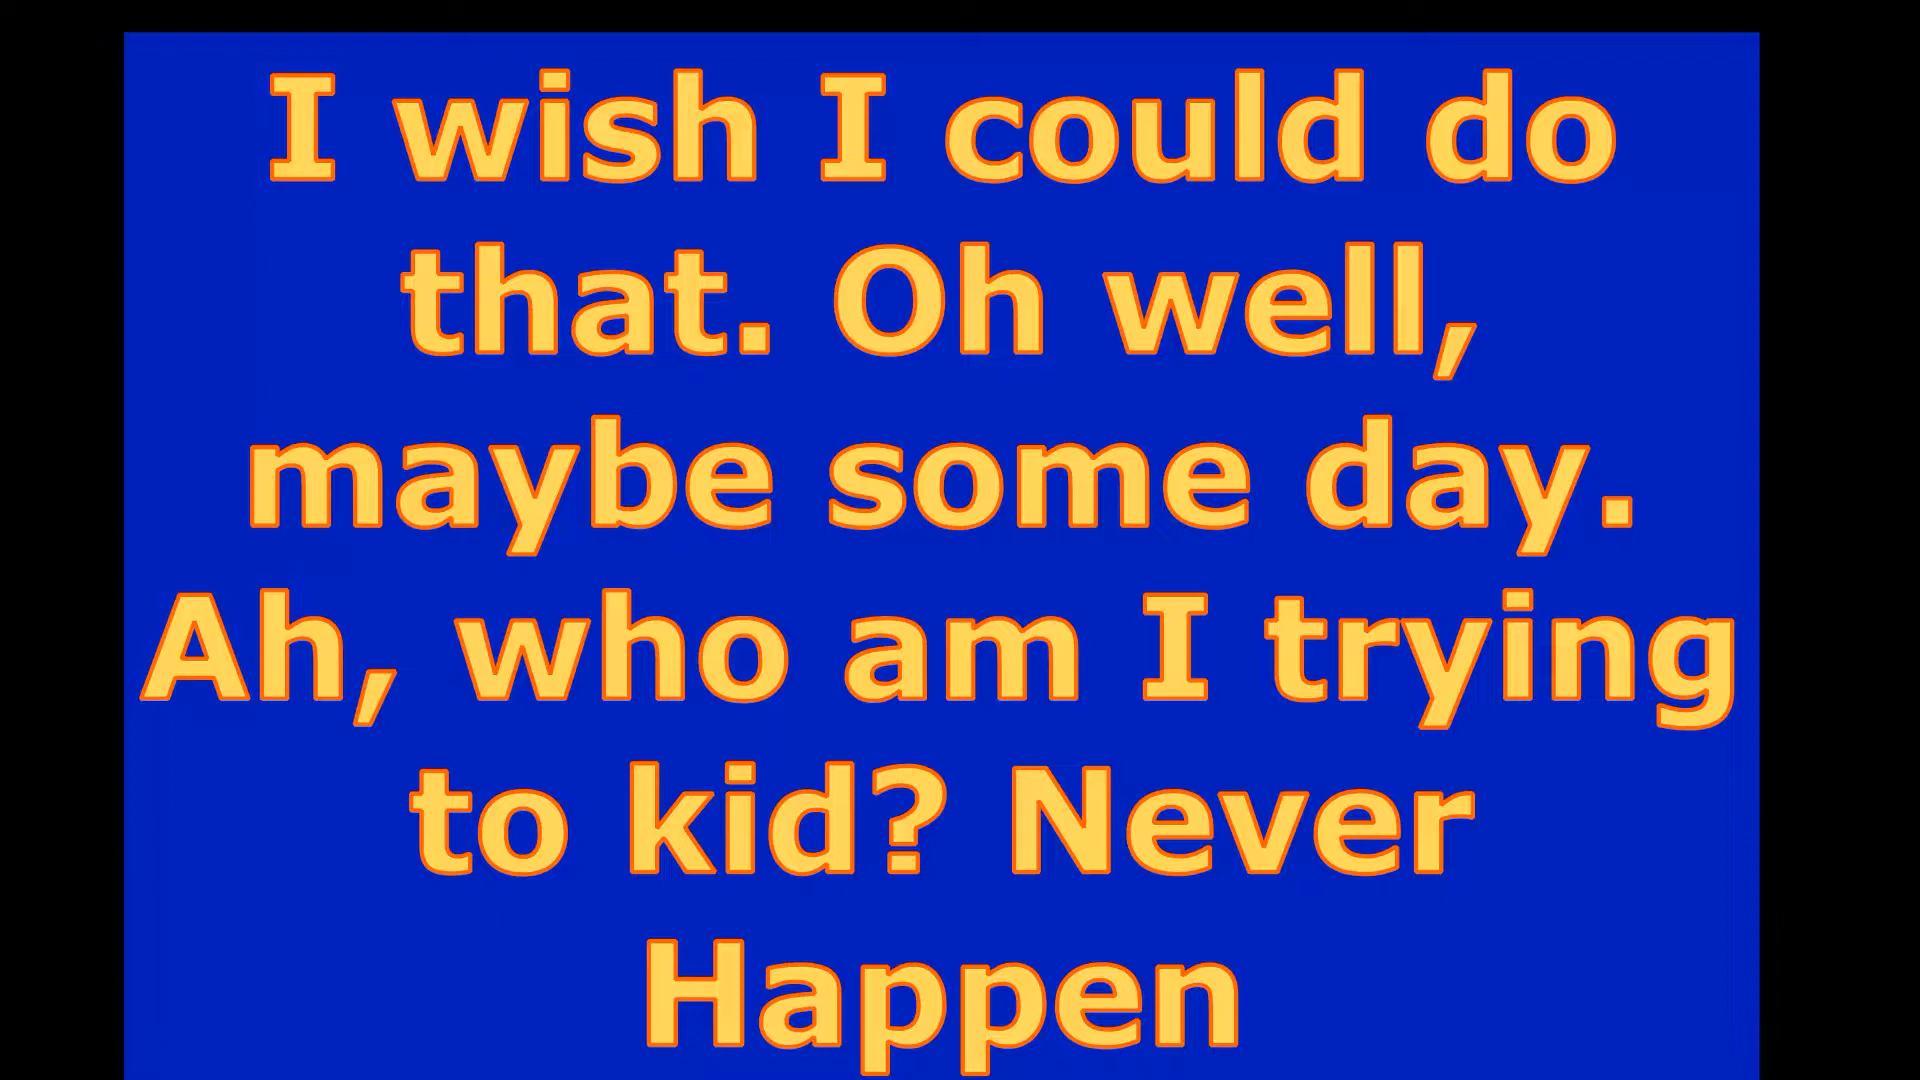 I wish I could do
that. Oh well,
maybe some day.
Ah, who am I trying
to kid? Never
Happen